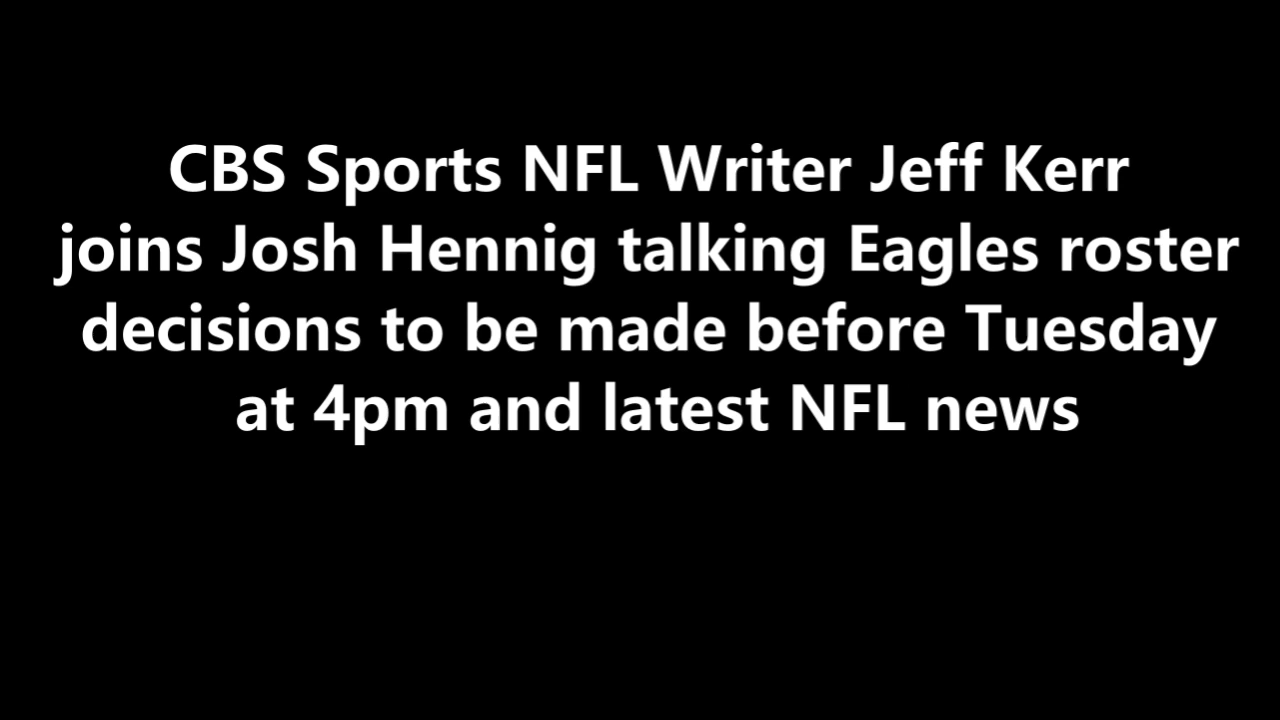 CBS Sports NFL Writer Jeff Kerr
joins Josh Hennig talking Eagles roster
decisions to be made before Tuesday
at 4pm and latest NFL news